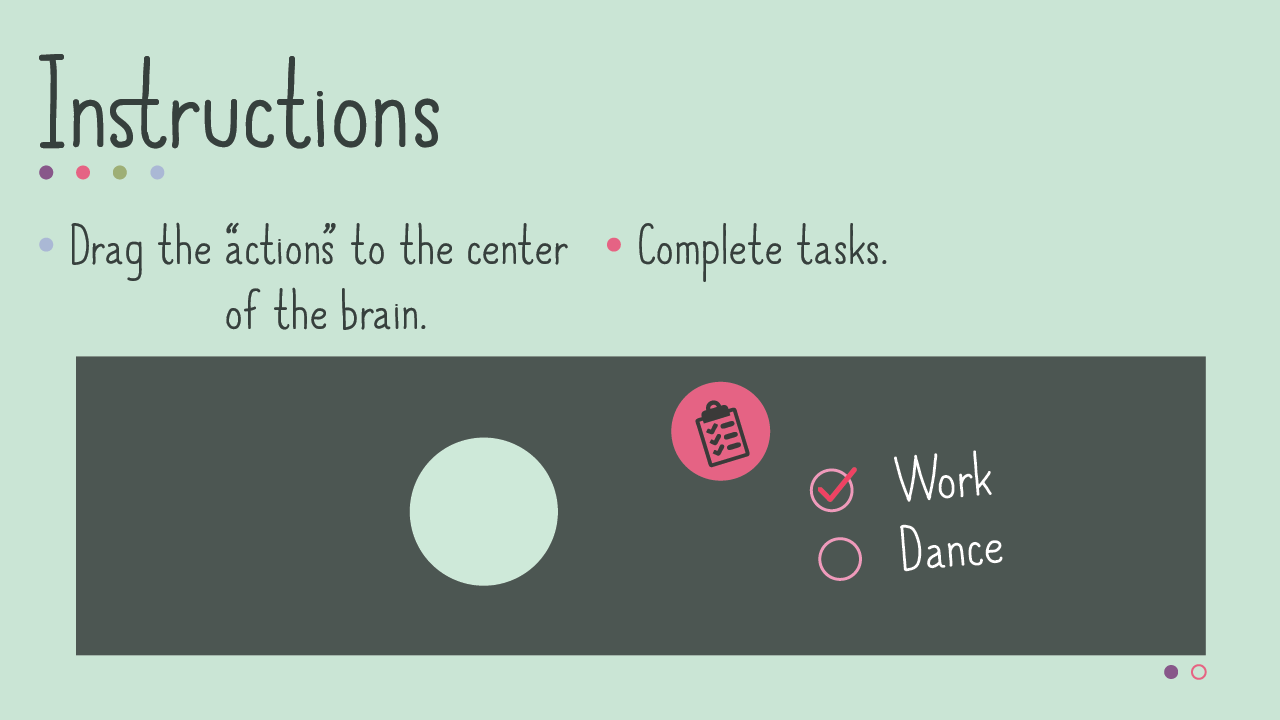 Instructions
Drag the “actions” to the center
of the brain.
Complete tasks.
Work
Dance